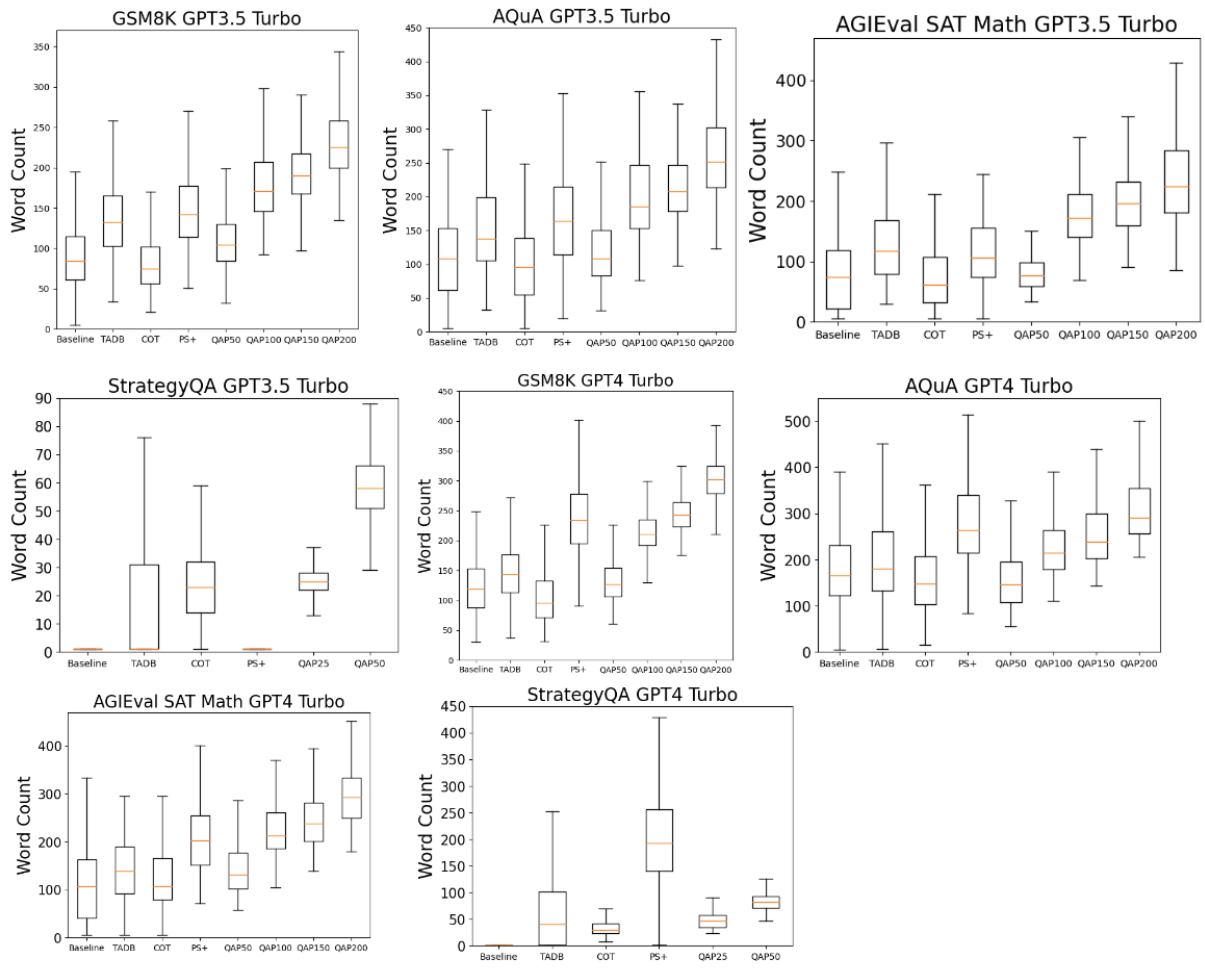 GSM8K GPT3.5 Turbo
Word Count
350
300
250
200
150
100
50
0
Baseline TADB COT PS+ QAP50 QAP100 QAP150 QAP200
AQuA GPT3.5 Turbo
Word Count
450
400
350
300
250
200
150
100
50
0
Baseline TADB COT PS+ QAP50 QAP100 QAP150 QAP200
AGIEval SAT Math GPT3.5 Turbo
Word Count
400
300
200
100
0
Baseline TADB COT PS+ QAP50 QAP100 QAP150 QAP200
StrategyQA GPT3.5 Turbo
Word Count
90
80
70
60
50
40
30
20
10
0
Baseline TADB COT PS+ QAP25 QAP50
GSM8K GPT4 Turbo
Word Count
450
400
350
300
250
200
150
100
50
0
Baseline TADB COT PS+ QAP50 QAP100 QAP150 QAP200
AQuA GPT4 Turbo
Word Count
500
400
300
200
100
0
Baseline TADB COT PS+ QAP50 QAP100 QAP150 QAP200
AGIEval SAT Math GPT4 Turbo
Word Count
400
300
200
100
0
Baseline TADB COT PS+ QAP50 QAP100 QAP150 QAP200
StrategyQA GPT4 Turbo
Word Count
450
400
350
300
250
200
150
100
50
0
Baseline TADB COT PS+ QAP25 QAP50